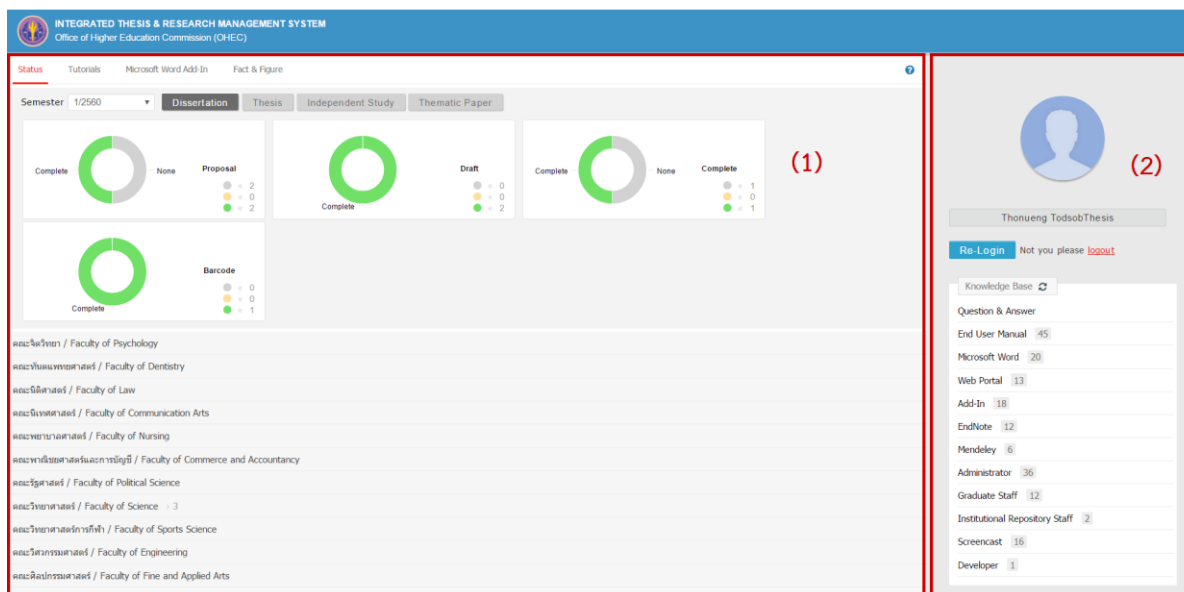 INTEGRATED THESIS & RESEARCH MANAGEMENT SYSTEM
Office of Higher Education Commission (OHEC)
Status Tutorials Microsoft Word Add-In Fact & Figure
Semester 1/2560 Dissertation Thesis Independent Study Thematic Paper
Complete None Proposal
2
0
2
Draft
0
0
2
Complete
Complete None Complete
1
0
1
(1)
Barcode
0
0
1
Complete
คณะจิตวิทยา / Faculty of Psychology
คณะทันตแพทยศาสตร์ / Faculty of Dentistry
คณะนิติศาสตร์ / Faculty of Law
คณะนิเทศศาสตร์ / Faculty of Communication Arts
คณะพยาบาลศาสตร์ / Faculty of Nursing
คณะพาณิชยศาสตร์และการบัญชี / Faculty of Commerce and Accountancy
คณะรัฐศาสตร์ / Faculty of Political Science
คณะวิทยาศาสตร์ / Faculty of Science 3
คณะวิทยาศาสตร์การกีฬา / Faculty of Sports Science
คณะวิศวกรรมศาสตร์ / Faculty of Engineering
คณะศิลปกรรมศาสตร์ / Faculty of Fine and Applied Arts
(2)
Thonueng TodsobThesis
Re-Login Not you please logout
Knowledge Base
Question & Answer
End User Manual 45
Microsoft Word 20
Web Portal 13
Add-In 18
EndNote 12
Mendeley 6
Administrator 36
Graduate Staff 12
Institutional Repository Staff 2
Screencast 16
Developer 1